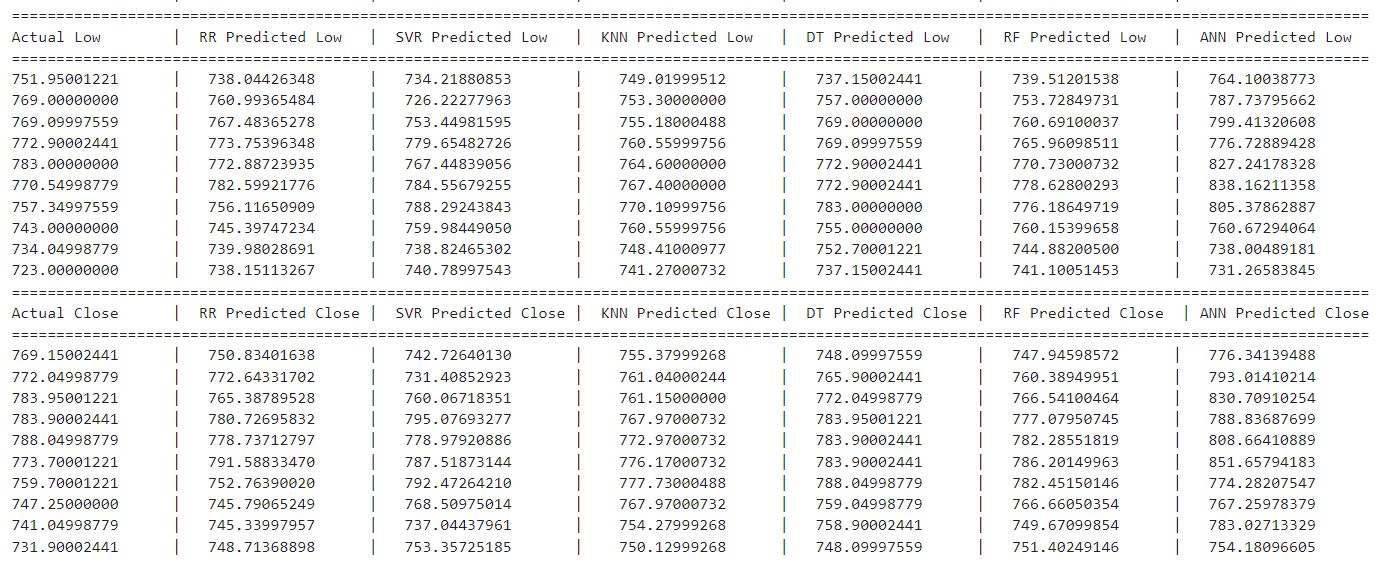 ====================================================================================================================================================
Actual Low | RR Predicted Low | SVR Predicted Low | KNN Predicted Low | DT Predicted Low | RF Predicted Low | ANN Predicted Low
====================================================================================================================================================
751.95001221 | 738.04426348 | 734.21880853 | 749.01999512 | 737.15002441 | 739.51201538 | 764.10038773
769.00000000 | 760.99365484 | 726.22277963 | 753.30000000 | 757.00000000 | 753.72849731 | 787.73795662
769.09997559 | 767.48365278 | 753.44981595 | 755.18000488 | 769.00000000 | 760.69100037 | 799.41320608
772.90002441 | 773.75396348 | 779.65482726 | 760.55999756 | 769.09997559 | 765.96098511 | 776.72889428
783.00000000 | 772.88723935 | 767.44839056 | 764.60000000 | 772.90002441 | 770.73000732 | 827.24178328
770.54998779 | 782.59921776 | 784.55679255 | 767.40000000 | 772.90002441 | 778.62800293 | 838.16211358
757.34997559 | 756.11650909 | 788.29243843 | 770.10999756 | 783.00000000 | 776.18649719 | 805.37862887
743.00000000 | 745.39747234 | 759.98449050 | 760.55999756 | 755.00000000 | 760.15399658 | 760.67294064
734.04998779 | 739.98028691 | 738.82465302 | 748.41000977 | 752.70001221 | 744.88200500 | 738.00489181
723.00000000 | 738.15113267 | 740.78997543 | 741.27000732 | 737.15002441 | 741.10051453 | 731.26583845
====================================================================================================================================================
Actual Close | RR Predicted Close | SVR Predicted Close | KNN Predicted Close | DT Predicted Close | RF Predicted Close | ANN Predicted Close
====================================================================================================================================================
769.15002441 | 750.83401638 | 742.72640130 | 755.37999268 | 748.09997559 | 747.94598572 | 776.34139488
772.04998779 | 772.64331702 | 731.40852923 | 761.04000244 | 765.90002441 | 760.38949951 | 793.01410214
783.95001221 | 765.38789528 | 760.06718351 | 761.15000000 | 772.04998779 | 766.54100464 | 830.70910254
783.90002441 | 780.72695832 | 795.07693277 | 767.97000732 | 783.95001221 | 777.07950745 | 788.83687699
788.04998779 | 778.73712797 | 778.97920886 | 772.97000732 | 783.90002441 | 782.28551819 | 808.66410889
773.70001221 | 791.58833470 | 787.51873144 | 776.17000732 | 783.90002441 | 786.20149963 | 851.65794183
759.70001221 | 752.76390020 | 792.47264210 | 777.73000488 | 788.04998779 | 782.45150146 | 774.28207547
747.25000000 | 745.79065249 | 768.50975014 | 767.97000732 | 759.04998779 | 766.66050354 | 767.25978379
741.04998779 | 745.33997957 | 737.04437961 | 754.27999268 | 758.90002441 | 749.67099854 | 783.02713329
731.90002441 | 748.71368898 | 753.35725185 | 750.12999268 | 748.09997559 | 751.40249146 | 754.18096605